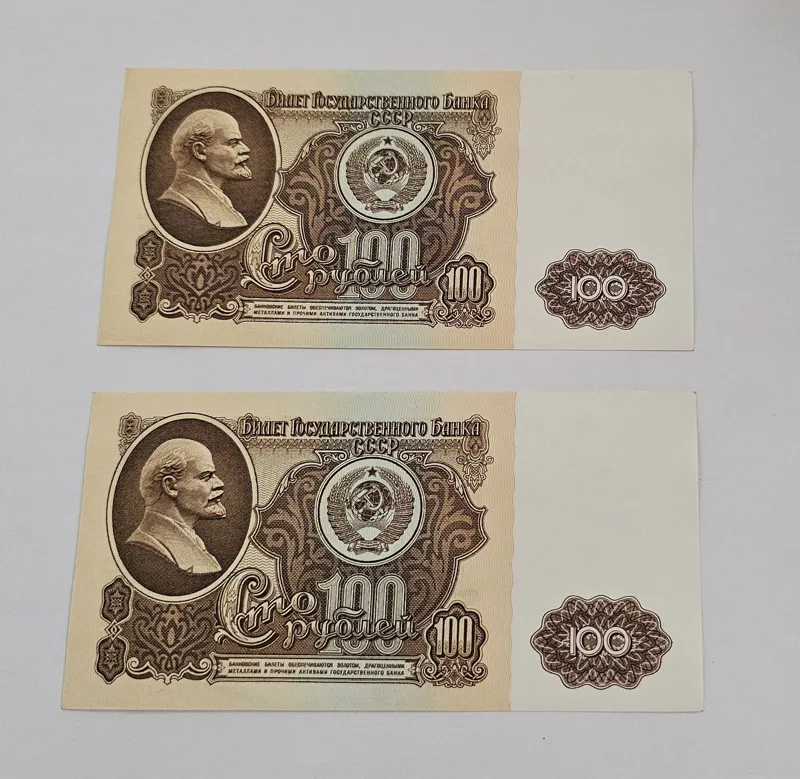 Билет Государственного Банка
СССР
100
Сто рублей
100
100
Банковские билеты обеспечиваются золотом, драгоценными
металлами и прочими активами Государственного Банка
Билет Государственного Банка
СССР
100
Сто рублей
100
100
Банковские билеты обеспечиваются золотом, драгоценными
металлами и прочими активами Государственного Банка